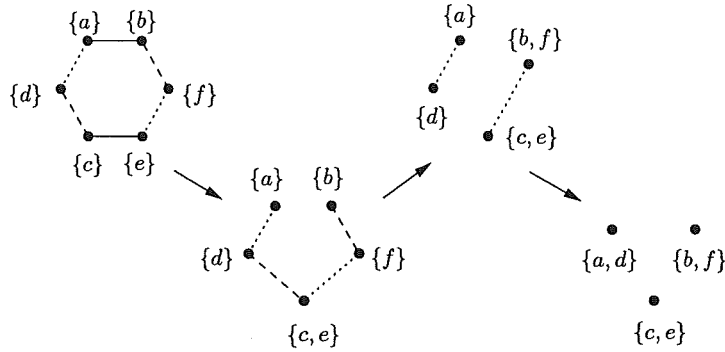 {a} {b}
{d} {f}
{c} {e}
{a} {b}
{d} {f}
{c, e}
{a}
{b, f}
{d}
{c, e}
{a, d} {b, f}
{c, e}